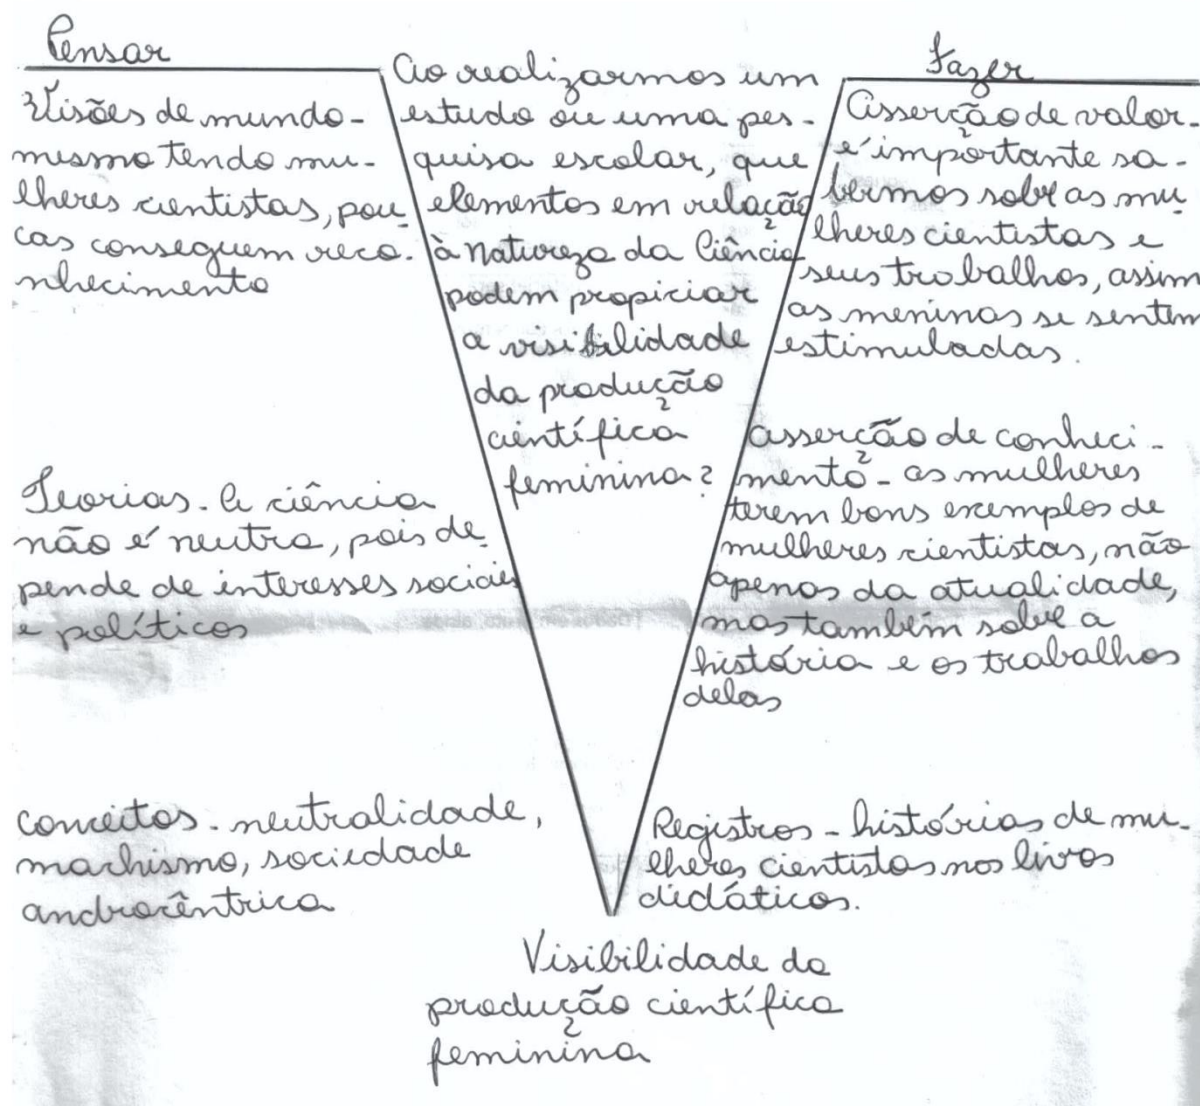 Pensar
Visões de mundo-
mesmo tendo mu-
lheres cientistas, pou-
cas conseguem reco-
nhecimento
Teorias - A ciência
não é neutra, pois de-
pende de interesses sociais
e políticos
conceitos - neutralidade,
machismo, sociedade
androcêntrica
Ao realizarmos um
estudo ou uma pes-
quisa escolar, que
elementos em relação
à Natureza da Ciência
podem propiciar
a visibilidade
da produção
científica
feminina?
Fazer
Asserção de valor-
é importante sa-
bermos sobre as mu-
lheres cientistas e
seus trabalhos, assim
as meninas se sentem
estimuladas.
asserção de conheci-
mento - as mulheres
terem bons exemplos de
mulheres cientistas, não
apenas da atualidade,
mas também sobre a
história e os trabalhos
delas
Registros - histórias de mu-
lheres cientistas nos livros
didáticos.
Visibilidade da
produção científica
feminina